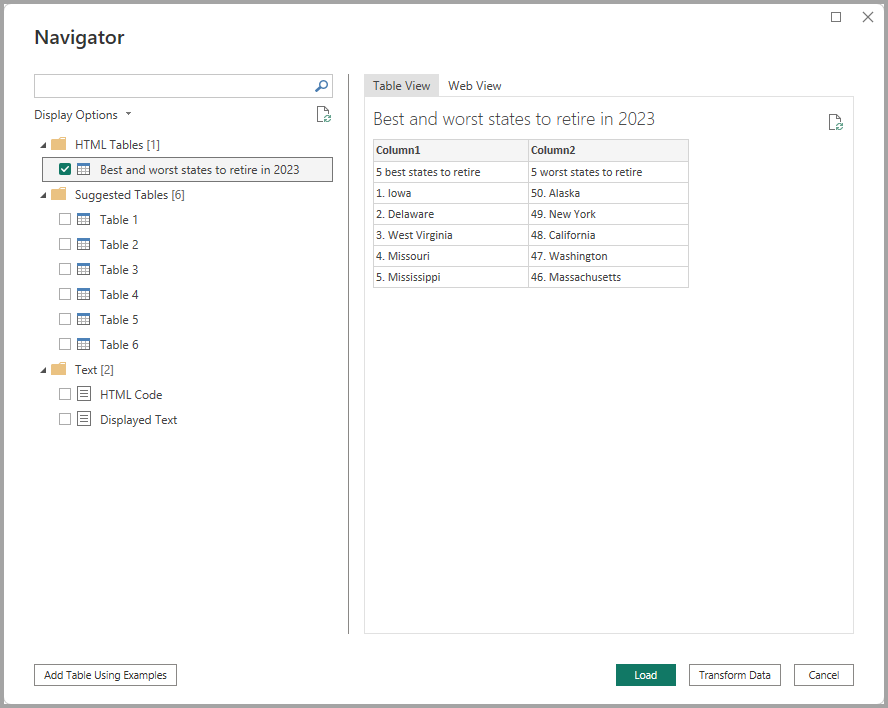 Navigator
Display Options
HTML Tables [1]
Best and worst states to retire in 2023
Suggested Tables [6]
Table 1
Table 2
Table 3
Table 4
Table 5
Table 6
Text [2]
HTML Code
Displayed Text
Table View Web View
Best and worst states to retire in 2023
Column1 Column2
5 best states to retire 5 worst states to retire
1. Iowa 50. Alaska
2. Delaware 49. New York
3. West Virginia 48. California
4. Missouri 47. Washington
5. Mississippi 46. Massachusetts
Add Table Using Examples Load Transform Data Cancel